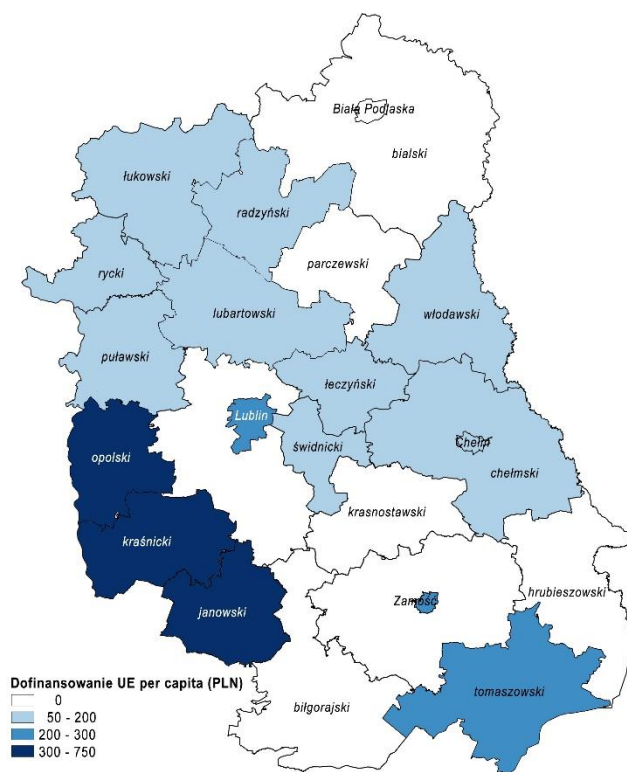 Biała Podlaska
bialski
łukowski
radzyński
parczewski
rycki
lubartowski
włodawski
puławski
łęczyński
Lublin
świdnicki
Chełm
chełmski
opolski
krasnostawski
kraśnicki
Zamość
hrubieszowski
janowski
tomaszowski
biłgorajski
Dofinansowanie UE per capita (PLN)
0
50 - 200
200 - 300
300 - 750